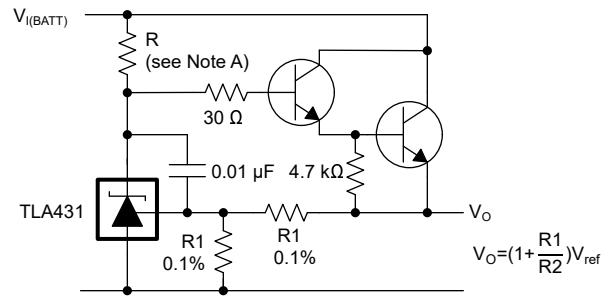 V_I(BATT)
R
(see Note A)
30 Ω
0.01 μF
4.7 kΩ
TLA431
R1
0.1%
R1
0.1%
V_O
V_O=(1+R1/R2)V_ref